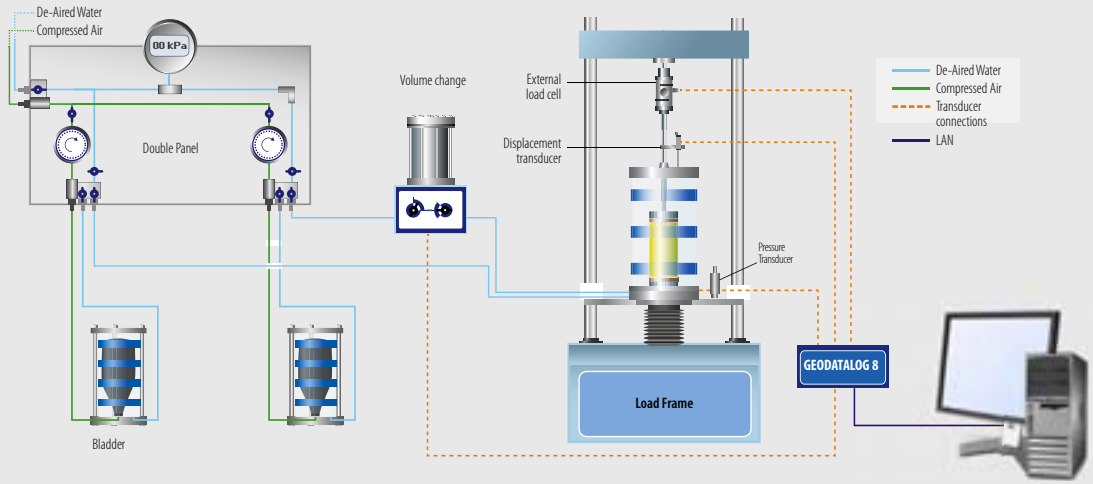 De-Aired Water
Compressed Air
00 kPa
Double Panel
Volume change
External
load cell
Displacement
transducer
Pressure
Transducer
De-Aired Water
Compressed Air
Transducer
connections
LAN
GEODATALOG 8
Load Frame
Bladder